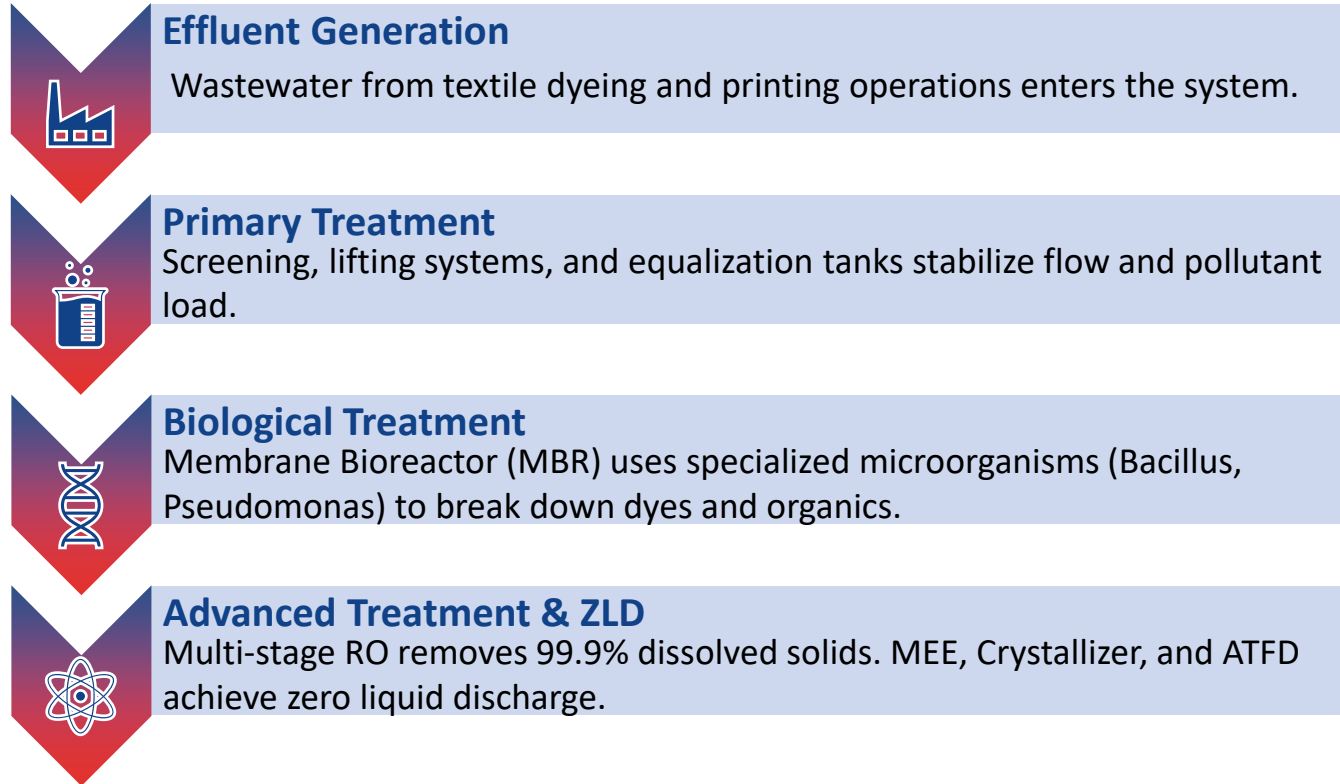 Effluent Generation
Wastewater from textile dyeing and printing operations enters the system.
Primary Treatment
Screening, lifting systems, and equalization tanks stabilize flow and pollutant
load.
Biological Treatment
Membrane Bioreactor (MBR) uses specialized microorganisms (Bacillus,
Pseudomonas) to break down dyes and organics.
Advanced Treatment & ZLD
Multi-stage RO removes 99.9% dissolved solids. MEE, Crystallizer, and ATFD
achieve zero liquid discharge.